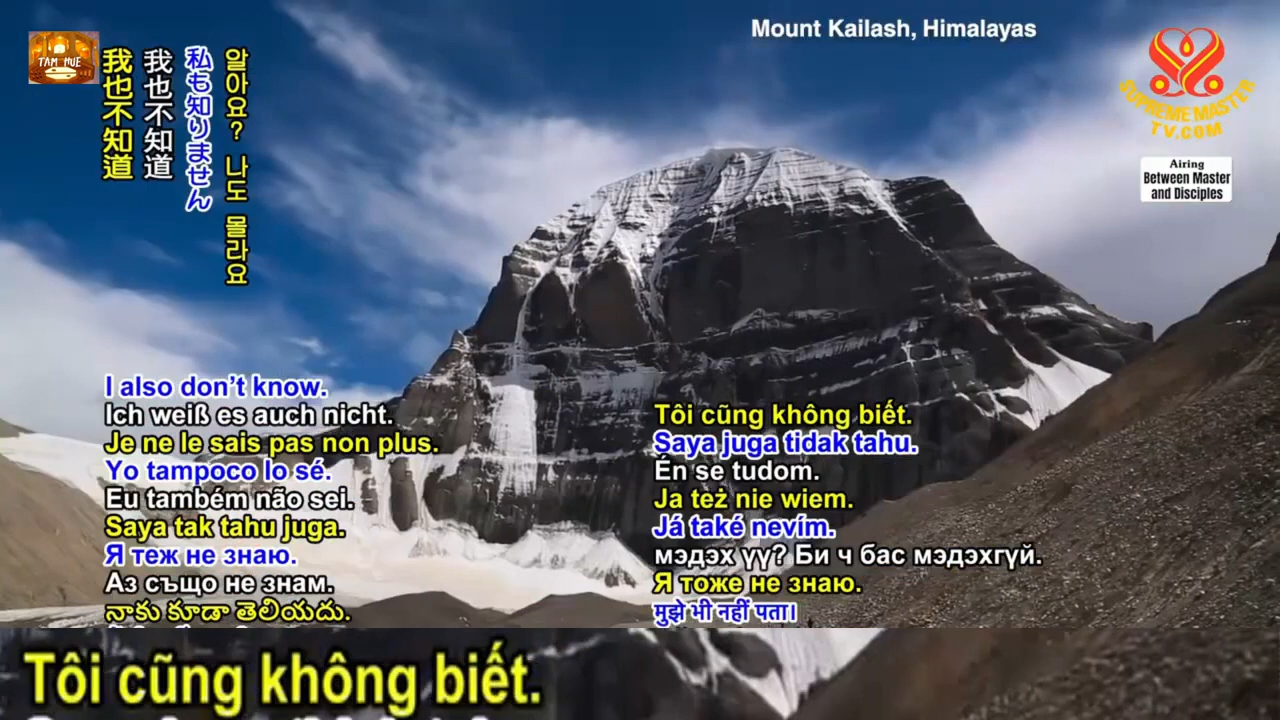 Mount Kailash, Himalayas
TAM HUE
SUPREME MASTER
TV.COM
Airing
Between Master
and Disciples
我也不知道
我也不知道
私も知りません
알아요? 나도 몰라요
I also don't know.
Ich weiß es auch nicht.
Je ne le sais pas non plus.
Yo tampoco lo sé.
Eu também não sei.
Saya tak tahu juga.
Я теж не знаю.
Аз също не знам.
నాకు కూడా తెలియదు.
Tôi cũng không biết.
Saya juga tidak tahu.
Én se tudom.
Ja też nie wiem.
Já také nevím.
мэдэх үү? Би ч бас мэдэхгүй.
Я тоже не знаю.
मुझे भी नहीं पता।
Tôi cũng không biết.